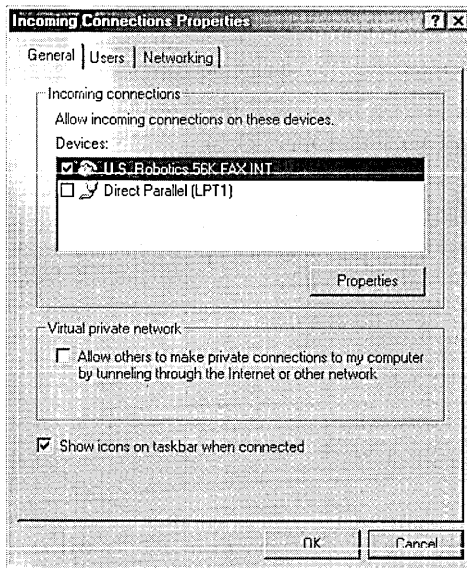 Incoming Connections Properties
General Users Networking
Incoming connections
Allow incoming connections on these devices.
Devices:
U.S. Robotics 56K FAX INT
Direct Parallel (LPT1)
Properties
Virtual private network
Allow others to make private connections to my computer
by tunneling through the Internet or other network
Show icons on taskbar when connected
OK Cancel